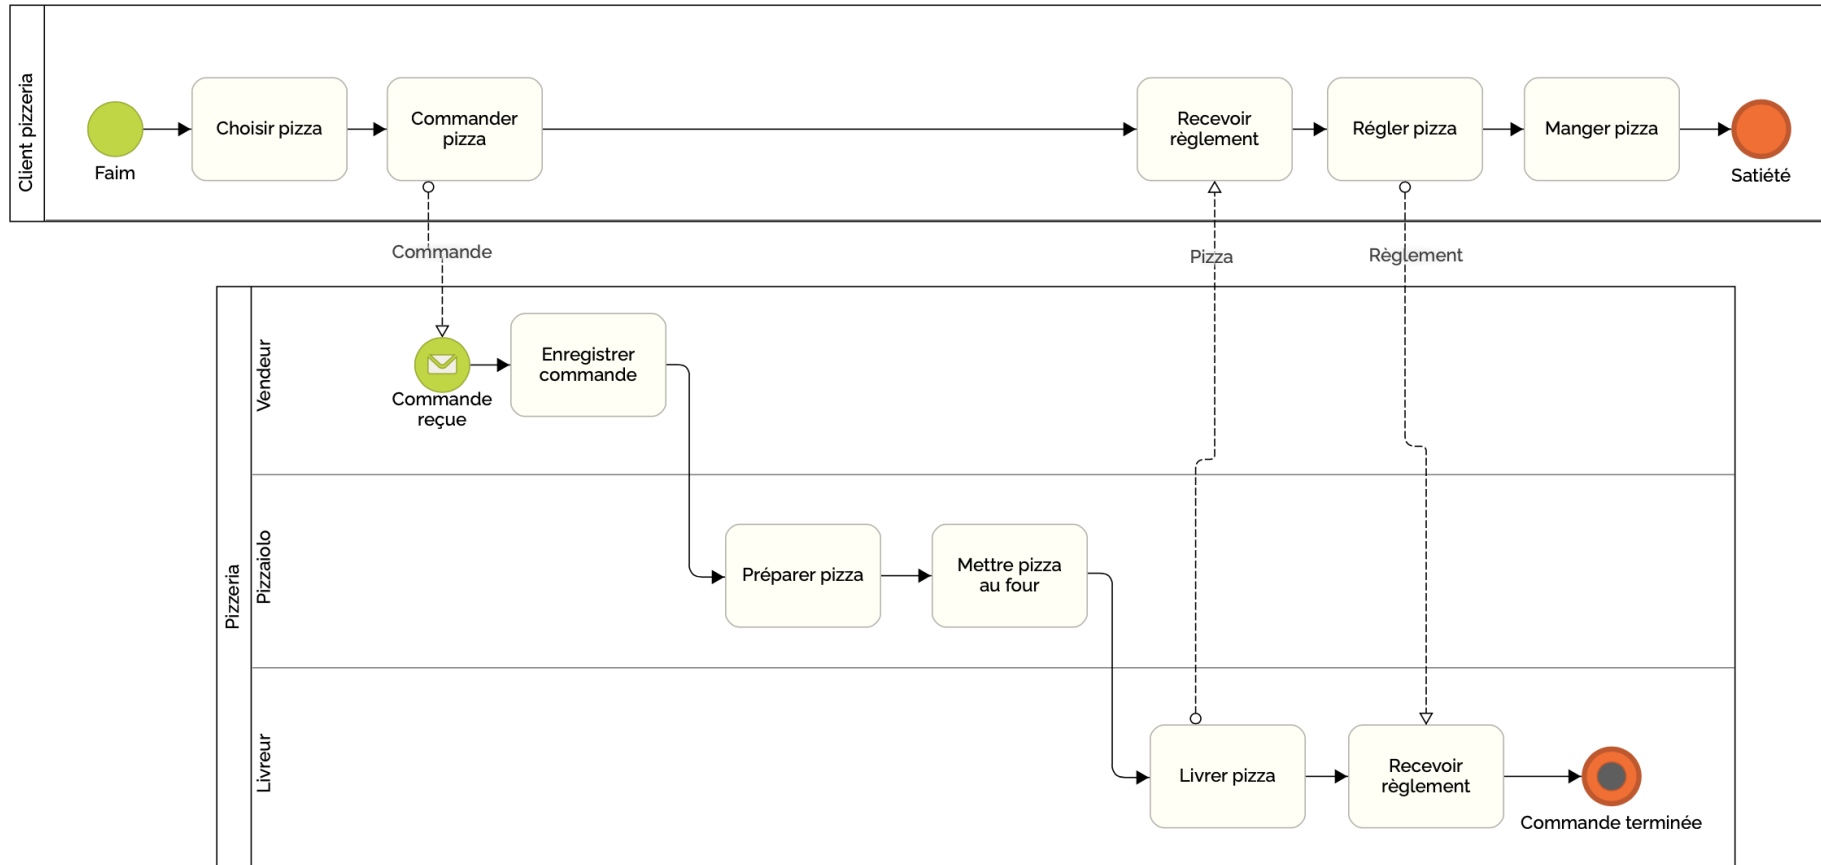 Client pizzeria
Faim
Choisir pizza
Commander
pizza
Recevoir
règlement
Régler pizza
Manger pizza
Satiété
Commande
Pizza
Règlement
Pizzeria
Vendeur
Commande
reçue
Enregistrer
commande
Pizzaiolo
Préparer pizza
Mettre pizza
au four
Livreur
Livrer pizza
Recevoir
règlement
Commande terminée